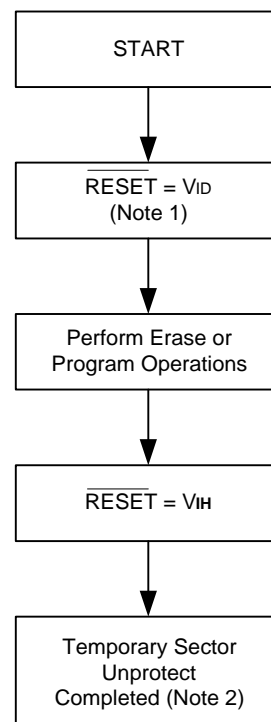 START
RESET = VID
(Note 1)
Perform Erase or
Program Operations
RESET = VIH
Temporary Sector
Unprotect
Completed (Note 2)